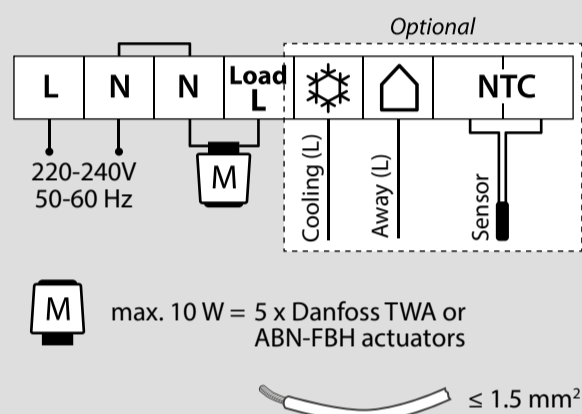 Optional
L N N Load L NTC
220-240V
50-60 Hz
M
Cooling (L)
Away (L)
Sensor
M
max. 10 W = 5 x Danfoss TWA or
ABN-FBH actuators
≤ 1.5 mm²